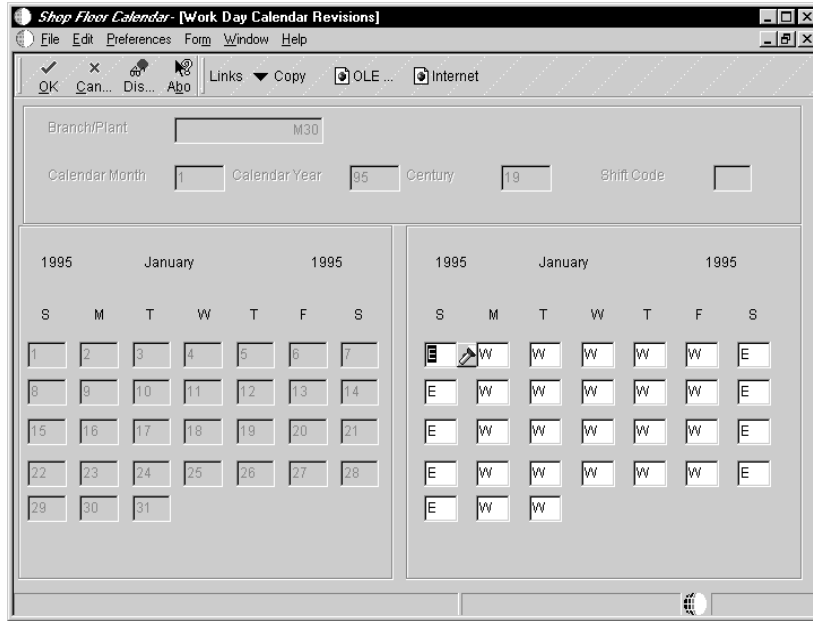 Shop Floor Calendar - [Work Day Calendar Revisions]
File Edit Preferences Form Window Help
OK Can... Dis... Abo Links Copy OLE ... Internet
Branch/Plant M30
Calendar Month 1 Calendar Year 95 Century 19 Shift Code
1995 January 1995
S M T W T F S
1 2 3 4 5 6 7
8 9 10 11 12 13 14
15 16 17 18 19 20 21
22 23 24 25 26 27 28
29 30 31
1995 January 1995
S M T W T F S
E W W W W W E
E W W W W W E
E W W W W W E
E W W W W W E
E W W